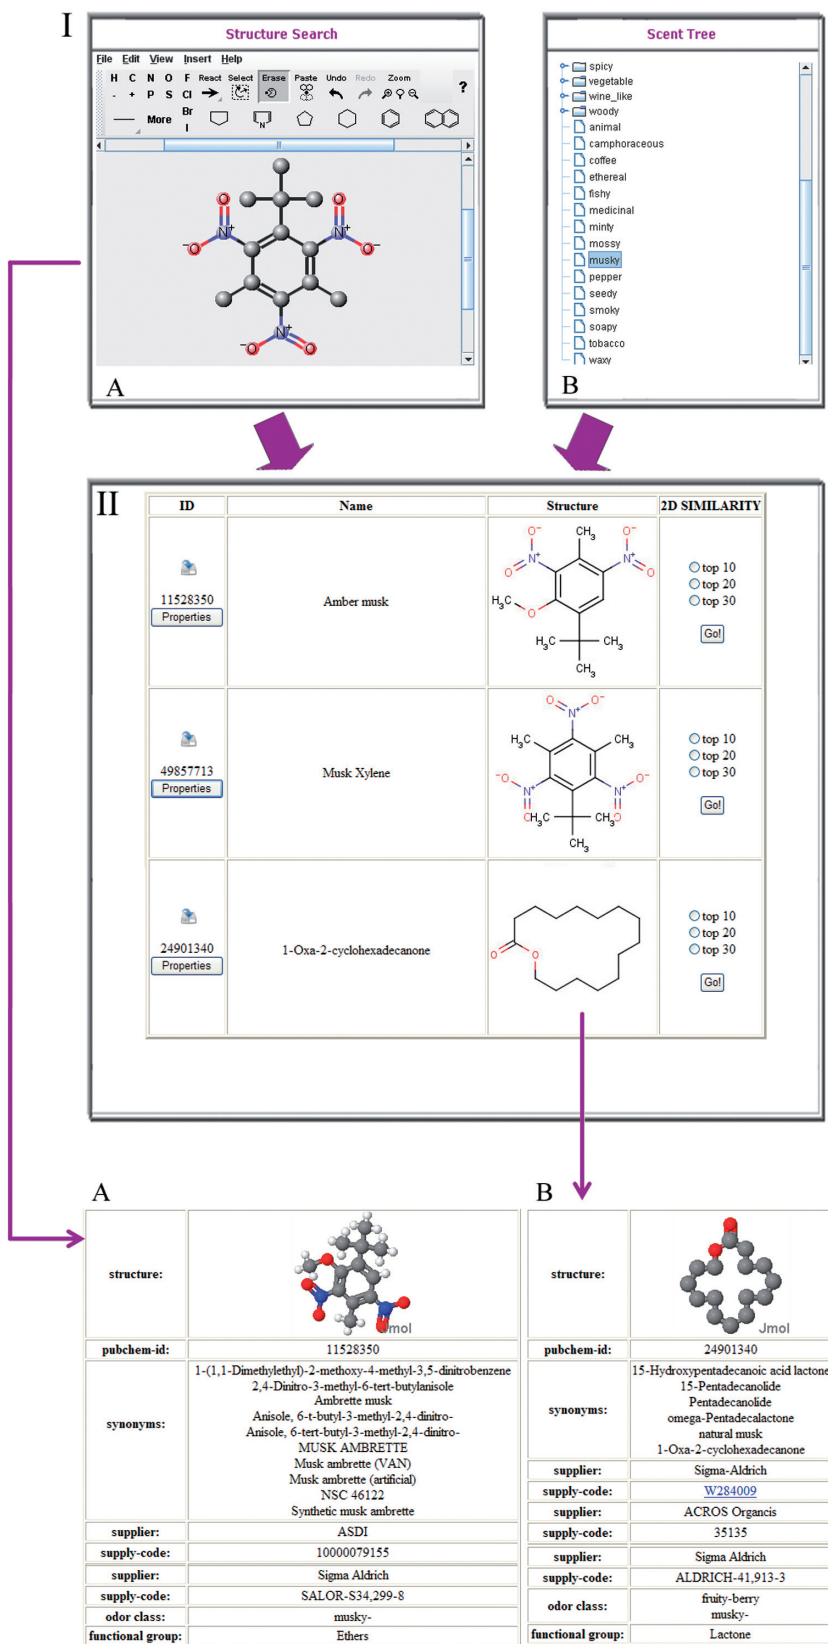 I
Structure Search
File Edit View Insert Help
H C N O F React Select Erase Paste Undo Redo Zoom
- + P S Cl
?
More Br
I
O O
N+ N+
-O O-
N+
-O O
A
Scent Tree
spicy
vegetable
wine_like
woody
animal
camphoraceous
coffee
ethereal
fishy
medicinal
minty
mossy
musky
pepper
seedy
smoky
soapy
tobacco
waxy
B
II
ID Name Structure 2D SIMILARITY
11528350
Properties
Amber musk
O- CH3 O-
N+ N+
O O
H3C
O
H3C CH3
CH3
top 10
top 20
top 30
Go!
49857713
Properties
Musk Xylene
O O-
N+
H3C CH3
-O O-
N+ N+
OH3C CH3O
CH3
top 10
top 20
top 30
Go!
24901340
Properties
1-Oxa-2-cyclohexadecanone
O O
top 10
top 20
top 30
Go!
A
structure:
Jmol
pubchem-id: 11528350
synonyms:
1-(1,1-Dimethylethyl)-2-methoxy-4-methyl-3,5-dinitrobenzene
2,4-Dinitro-3-methyl-6-tert-butylanisole
Ambrette musk
Anisole, 6-t-butyl-3-methyl-2,4-dinitro-
Anisole, 6-tert-butyl-3-methyl-2,4-dinitro-
MUSK AMBRETTE
Musk ambrette (VAN)
Musk ambrette (artificial)
NSC 46122
Synthetic musk ambrette
supplier: ASDI
supply-code: 10000079155
supplier: Sigma Aldrich
supply-code: SALOR-S34,299-8
odor class: musky-
functional group: Ethers
B
structure:
Jmol
pubchem-id: 24901340
synonyms:
15-Hydroxypentadecanoic acid lactone
15-Pentadecanolide
Pentadecanolide
omega-Pentadecalactone
natural musk
1-Oxa-2-cyclohexadecanone
supplier: Sigma-Aldrich
supply-code: W284009
supplier: ACROS Organcis
supply-code: 35135
supplier: Sigma Aldrich
supply-code: ALDRICH-41,913-3
odor class:
fruity-berry
musky-
functional group: Lactone